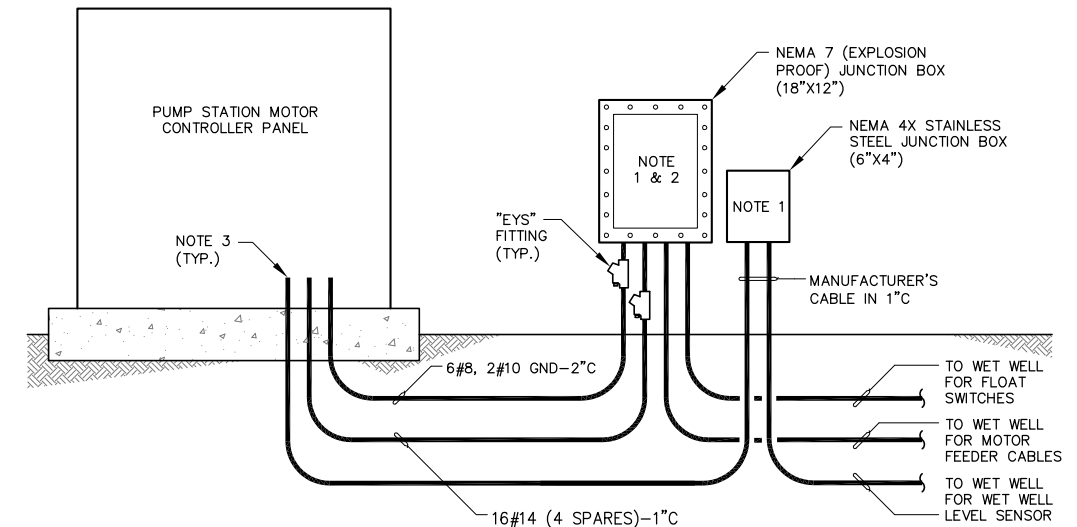 PUMP STATION MOTOR
CONTROLLER PANEL
NEMA 7 (EXPLOSION
PROOF) JUNCTION BOX
(18"X12")
NEMA 4X STAINLESS
STEEL JUNCTION BOX
(6"X4")
NOTE
1 & 2
NOTE 1
"EYS"
FITTING
(TYP.)
NOTE 3
(TYP.)
MANUFACTURER'S
CABLE IN 1"C
6#8, 2#10 GND-2"C
16#14 (4 SPARES)-1"C
TO WET WELL
FOR FLOAT
SWITCHES
TO WET WELL
FOR MOTOR
FEEDER CABLES
TO WET WELL
FOR WET WELL
LEVEL SENSOR